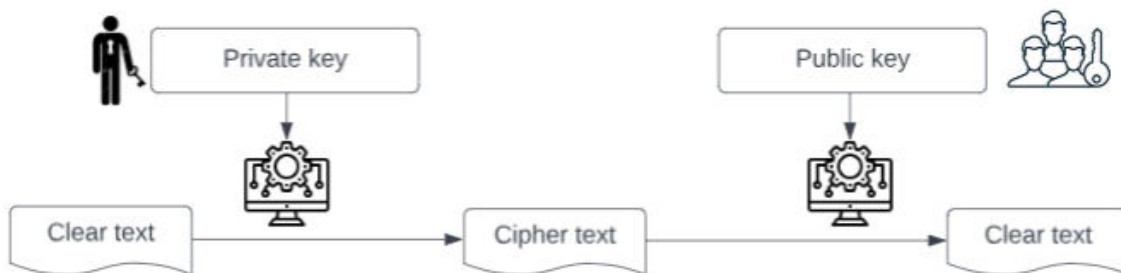 Private key
Public key
Clear text
Cipher text
Clear text